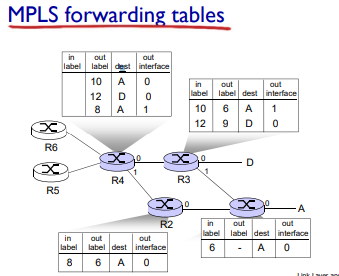 MPLS forwarding tables
in label out label dest out interface
10 A 0
12 D 0
8 A 1
in label out label dest out interface
10 6 A 1
12 9 D 0
R6
R5
R4
0
1
R3
0
1
D
R2
0
0
A
in label out label dest out interface
8 6 A 0
in label out label dest out interface
6 - A 0
Link Layer